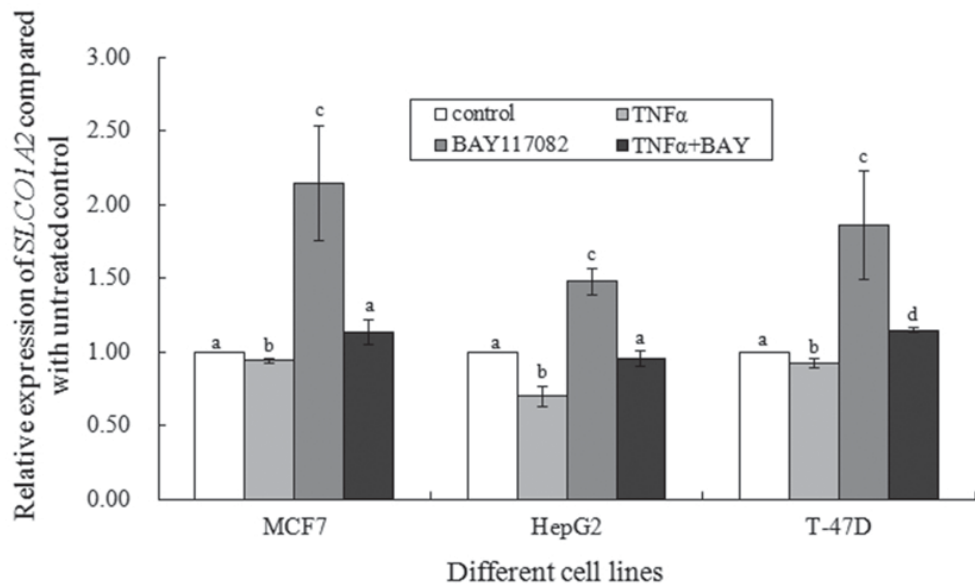 Relative expression of SLCO1A2 compared
with untreated control
3.00
2.50
2.00
1.50
1.00
0.50
0.00
control
TNFα
BAY117082
TNFα+BAY
a
b
c
a
a
b
c
a
a
b
c
d
MCF7
HepG2
T-47D
Different cell lines